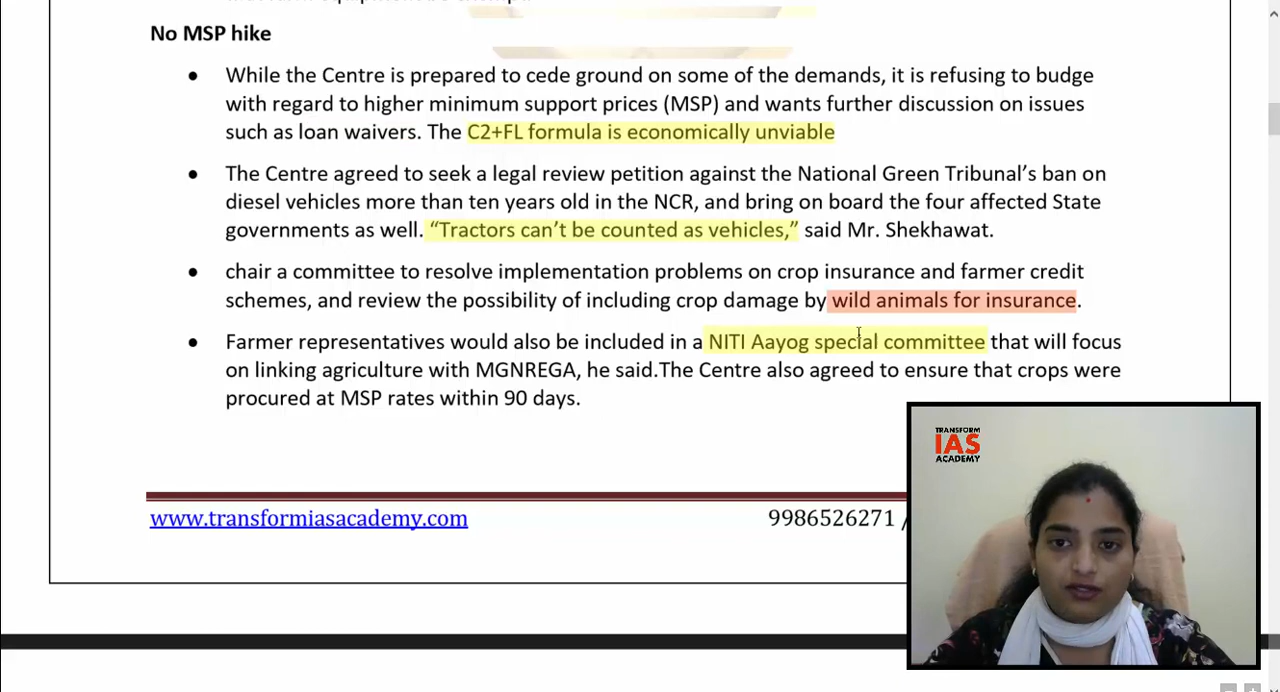 No MSP hike
• While the Centre is prepared to cede ground on some of the demands, it is refusing to budge
with regard to higher minimum support prices (MSP) and wants further discussion on issues
such as loan waivers. The C2+FL formula is economically unviable
• The Centre agreed to seek a legal review petition against the National Green Tribunal’s ban on
diesel vehicles more than ten years old in the NCR, and bring on board the four affected State
governments as well. “Tractors can’t be counted as vehicles,” said Mr. Shekhawat.
• chair a committee to resolve implementation problems on crop insurance and farmer credit
schemes, and review the possibility of including crop damage by wild animals for insurance.
• Farmer representatives would also be included in a NITI Aayog special committee that will focus
on linking agriculture with MGNREGA, he said.The Centre also agreed to ensure that crops were
procured at MSP rates within 90 days.
TRANSFORM
IAS
ACADEMY
www.transformiasacademy.com 9986526271 /